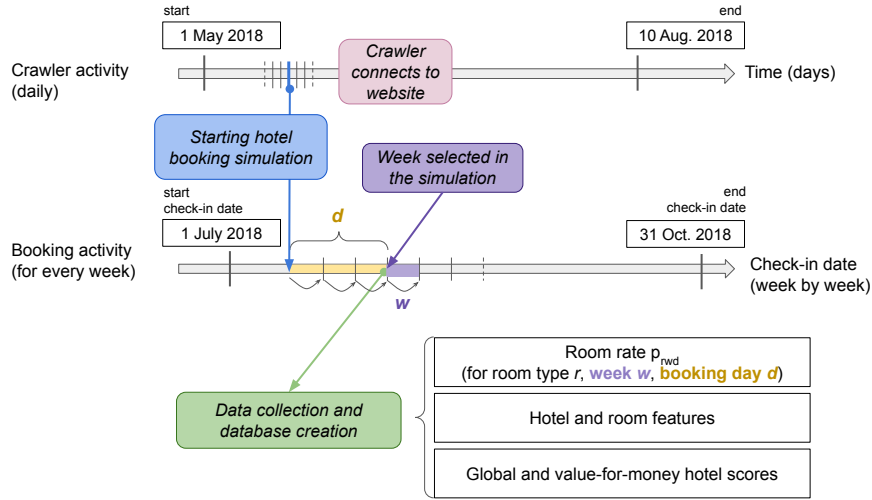 start
1 May 2018
end
10 Aug. 2018
Crawler activity
(daily)
Crawler
connects to
website
Time (days)
Starting hotel
booking simulation
Week selected in
the simulation
start
check-in date
1 July 2018
d
end
check-in date
31 Oct. 2018
Booking activity
(for every week)
Check-in date
(week by week)
w
Data collection and
database creation
Room rate p_rwd
(for room type r, week w, booking day d)
Hotel and room features
Global and value-for-money hotel scores